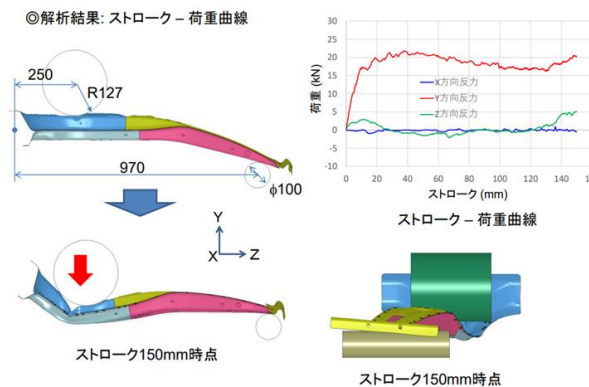 ◎解析結果: ストローク – 荷重曲線
250
R127
970
φ100
Y
X
Z
ストローク150mm時点
荷重 (kN)
30
25
20
15
10
5
0
-5
-10
X方向反力
Y方向反力
Z方向反力
0
20
40
60
80
100
120
140
160
ストローク (mm)
ストローク – 荷重曲線
ストローク150mm時点